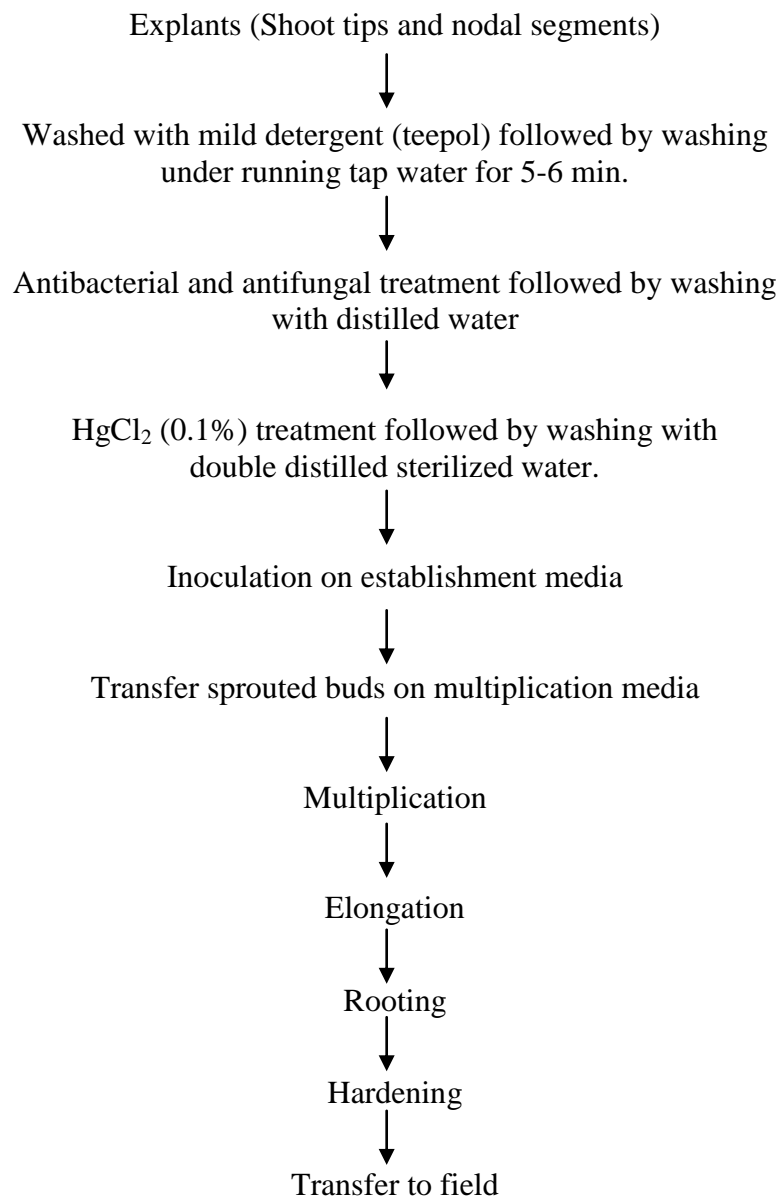 Explants (Shoot tips and nodal segments)
Washed with mild detergent (teepol) followed by washing
under running tap water for 5-6 min.
Antibacterial and antifungal treatment followed by washing
with distilled water
HgCl₂ (0.1%) treatment followed by washing with
double distilled sterilized water.
Inoculation on establishment media
Transfer sprouted buds on multiplication media
Multiplication
Elongation
Rooting
Hardening
Transfer to field